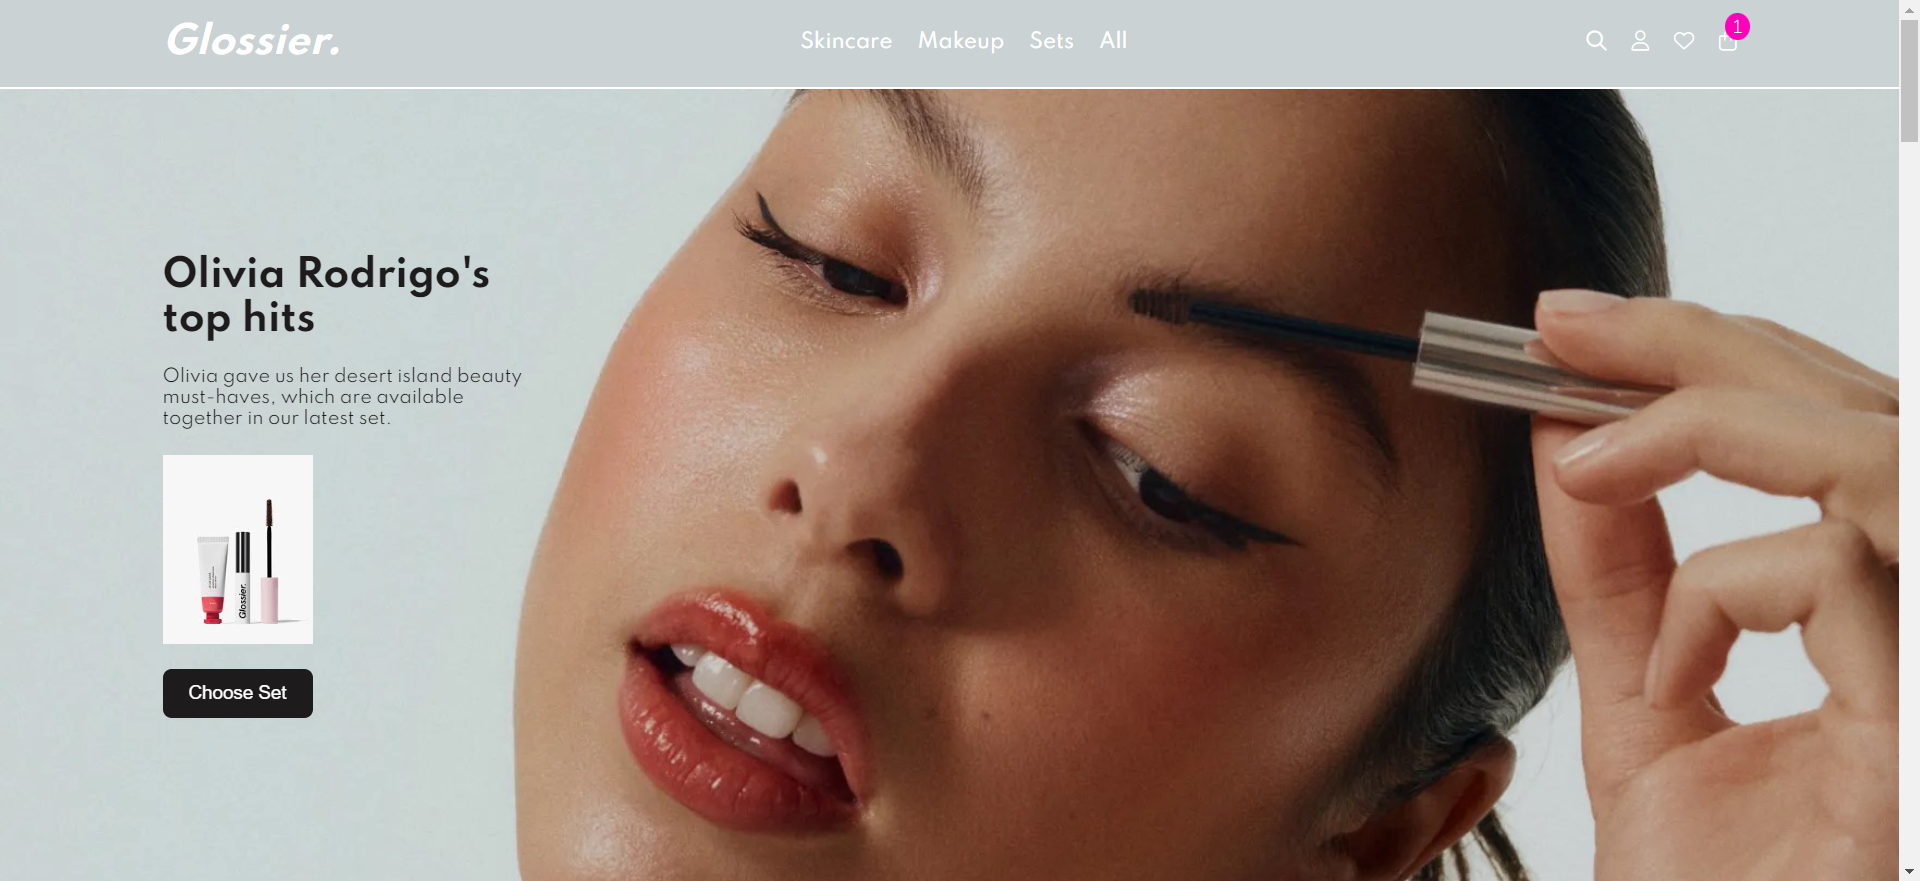 Glossier.
Skincare Makeup Sets All
1
Olivia Rodrigo's
top hits
Olivia gave us her desert island beauty
must-haves, which are available
together in our latest set.
Glossier.
Choose Set